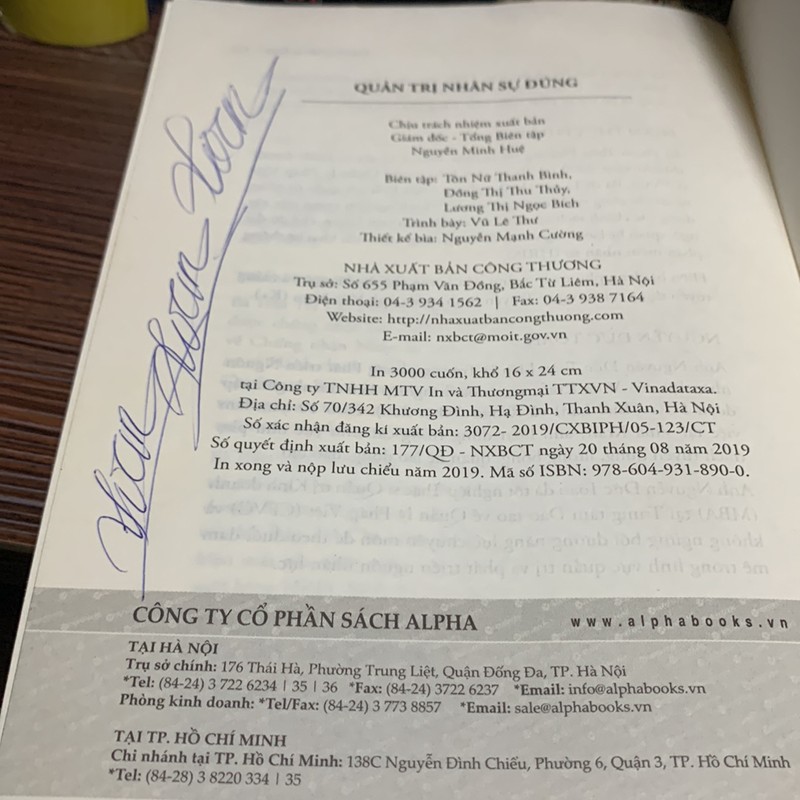 QUẢN TRỊ NHÂN SỰ ĐÚNG
Chịu trách nhiệm xuất bản
Giám đốc - Tổng Biên tập
Nguyễn Minh Huệ
Biên tập: Tôn Nữ Thanh Bình,
Đồng Thị Thu Thủy,
Lương Thị Ngọc Bích
Trình bày: Vũ Lê Thư
Thiết kế bìa: Nguyễn Mạnh Cường
NHÀ XUẤT BẢN CÔNG THƯƠNG
Trụ sở: Số 655 Phạm Văn Đồng, Bắc Từ Liêm, Hà Nội
Điện thoại: 04-3 934 1562 | Fax: 04-3 938 7164
Website: http://nhaxuatbancongthuong.com
E-mail: nxbct@moit.gov.vn
In 3000 cuốn, khổ 16 x 24 cm
tại Công ty TNHH MTV In và Thươngmại TTXVN - Vinadataxa.
Địa chỉ: Số 70/342 Khương Đình, Hạ Đình, Thanh Xuân, Hà Nội
Số xác nhận đăng kí xuất bản: 3072- 2019/CXBIPH/05-123/CT
Số quyết định xuất bản: 177/QĐ - NXBCT ngày 20 tháng 08 năm 2019
In xong và nộp lưu chiểu năm 2019. Mã số ISBN: 978-604-931-890-0.
CÔNG TY CỔ PHẦN SÁCH ALPHA www.alphabooks.vn
TẠI HÀ NỘI
Trụ sở chính: 176 Thái Hà, Phường Trung Liệt, Quận Đống Đa, TP. Hà Nội
*Tel: (84-24) 3 722 6234 | 35 | 36 *Fax: (84-24) 3722 6237 *Email: info@alphabooks.vn
Phòng kinh doanh: *Tel/Fax: (84-24) 3 773 8857 *Email: sale@alphabooks.vn
TẠI TP. HỒ CHÍ MINH
Chi nhánh tại TP. Hồ Chí Minh: 138C Nguyễn Đình Chiểu, Phường 6, Quận 3, TP. Hồ Chí Minh
*Tel: (84-28) 3 8220 334 | 35